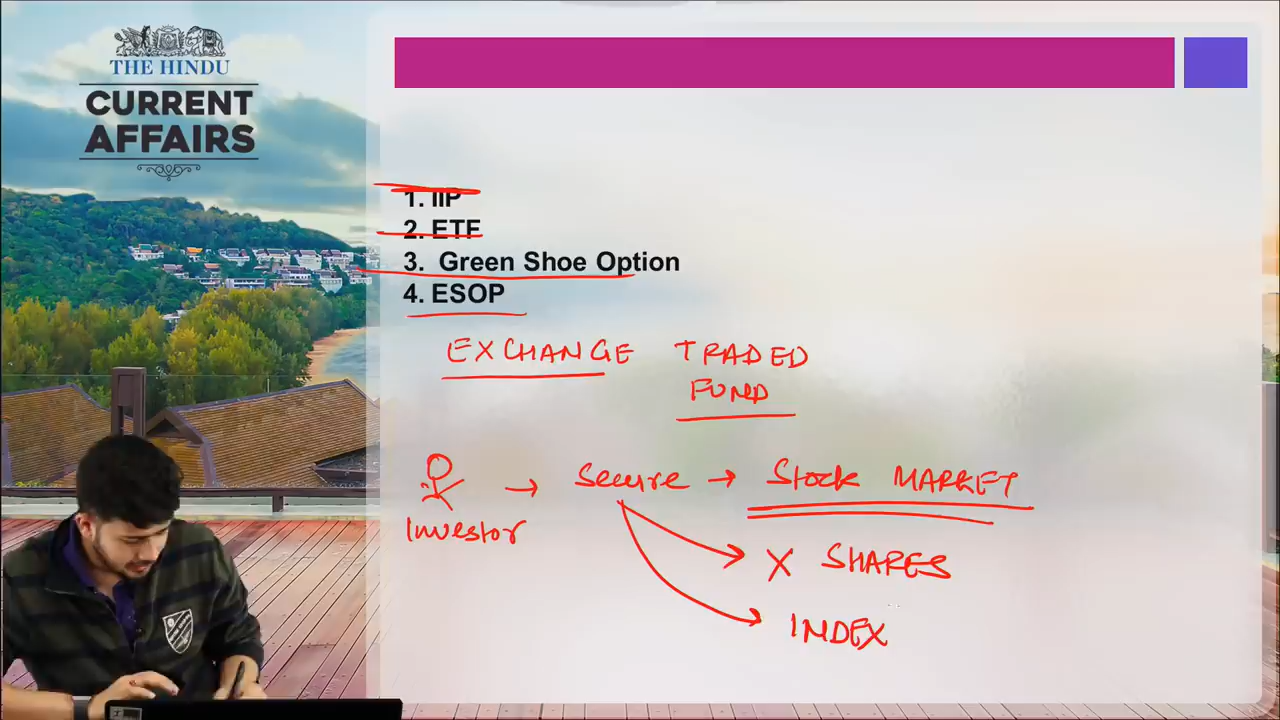 THE HINDU
CURRENT
AFFAIRS
1. IIP
2. ETF
3. Green Shoe Option
4. ESOP
EXCHANGE TRADED
FUND
Investor → Secure → Stock MARKET
X SHARES
INDEX